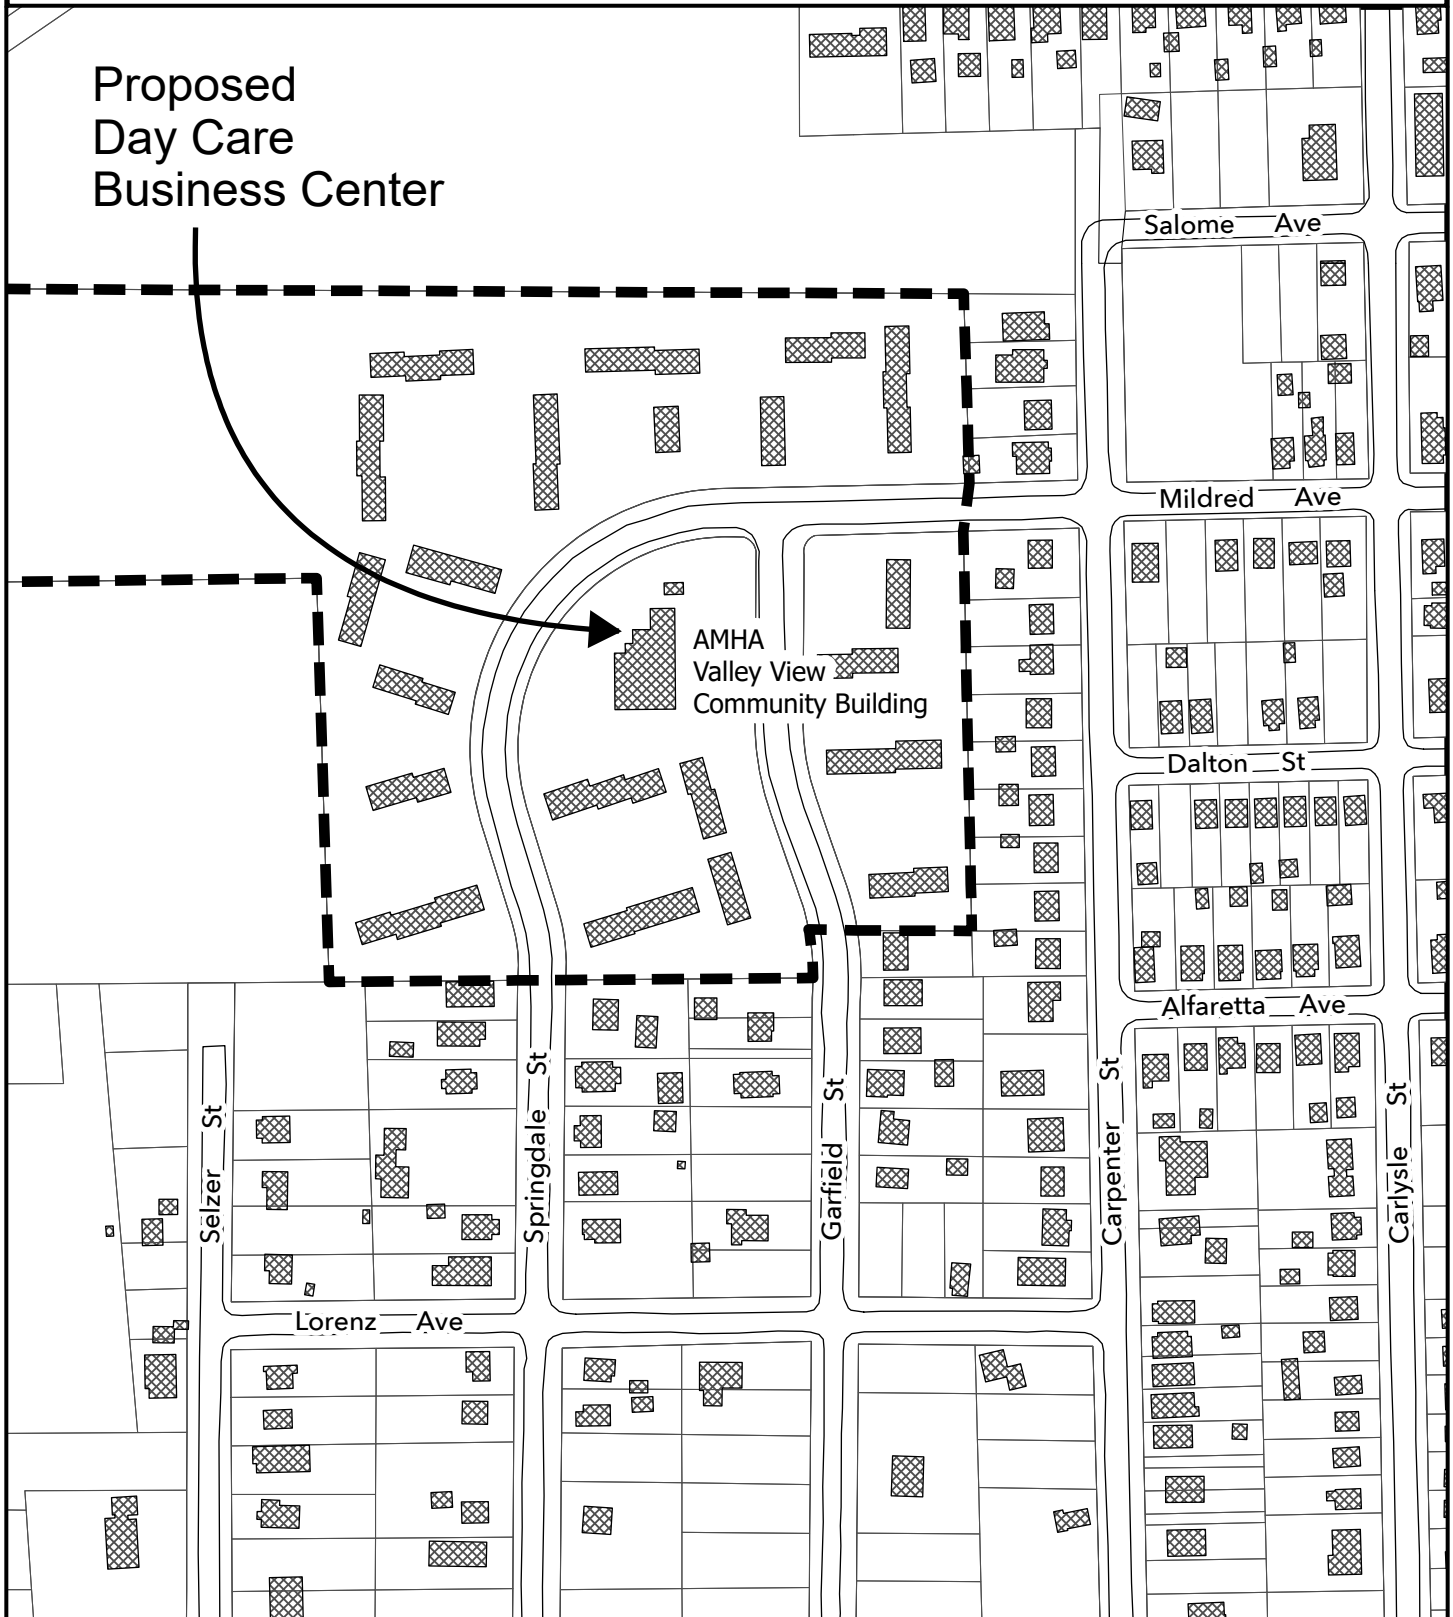 Proposed
Day Care
Business Center
Salome Ave
Mildred Ave
AMHA
Valley View
Community Building
Dalton St
Alfaretta Ave
Selzer St
Springdale St
Garfield St
Carpenter St
Carlysle St
Lorenz Ave